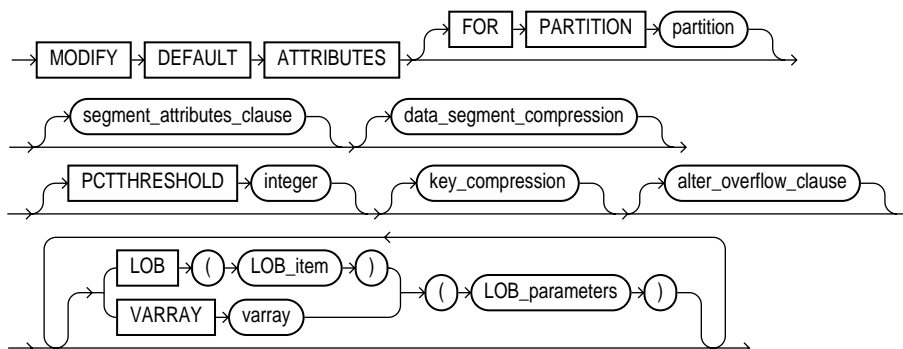 FOR PARTITION partition
MODIFY DEFAULT ATTRIBUTES
segment_attributes_clause data_segment_compression
PCTTHRESHOLD integer key_compression alter_overflow_clause
LOB ( LOB_item )
( LOB_parameters )
VARRAY varray